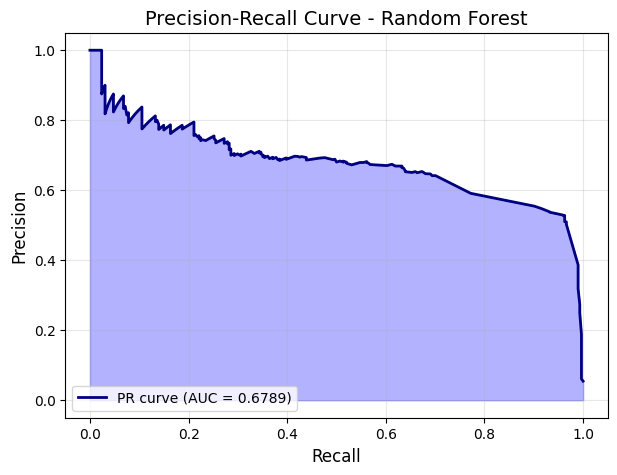 Precision-Recall Curve - Random Forest
Precision
1.0
0.8
0.6
0.4
0.2
0.0
PR curve (AUC = 0.6789)
0.0 0.2 0.4 0.6 0.8 1.0
Recall